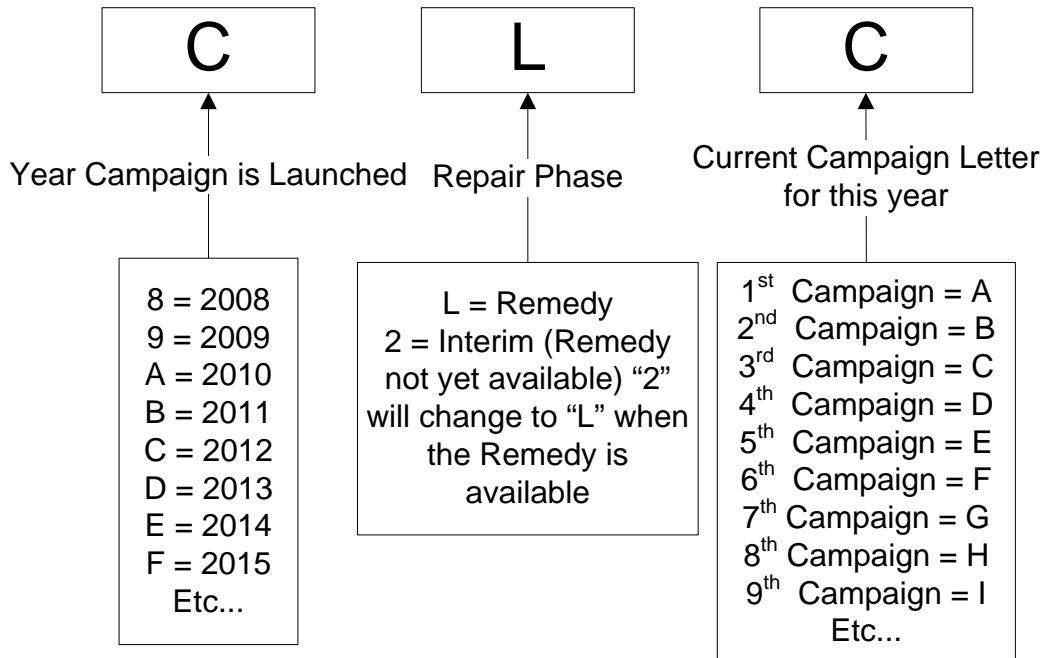 C
L
C
Year Campaign is Launched
Repair Phase
Current Campaign Letter
for this year
8 = 2008
9 = 2009
A = 2010
B = 2011
C = 2012
D = 2013
E = 2014
F = 2015
Etc...
L = Remedy
2 = Interim (Remedy
not yet available) “2”
will change to “L” when
the Remedy is
available
1st Campaign = A
2nd Campaign = B
3rd Campaign = C
4th Campaign = D
5th Campaign = E
6th Campaign = F
7th Campaign = G
8th Campaign = H
9th Campaign = I
Etc...